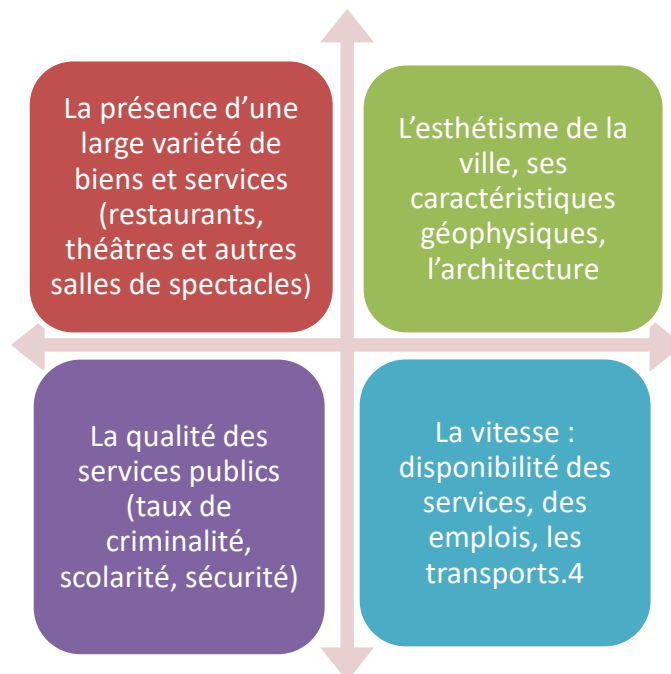 La présence d’une
large variété de
biens et services
(restaurants,
théâtres et autres
salles de spectacles)
L’esthétisme de la
ville, ses
caractéristiques
géophysiques,
l’architecture
La qualité des
services publics
(taux de
criminalité,
scolarité, sécurité)
La vitesse :
disponibilité des
services, des
emplois, les
transports.4